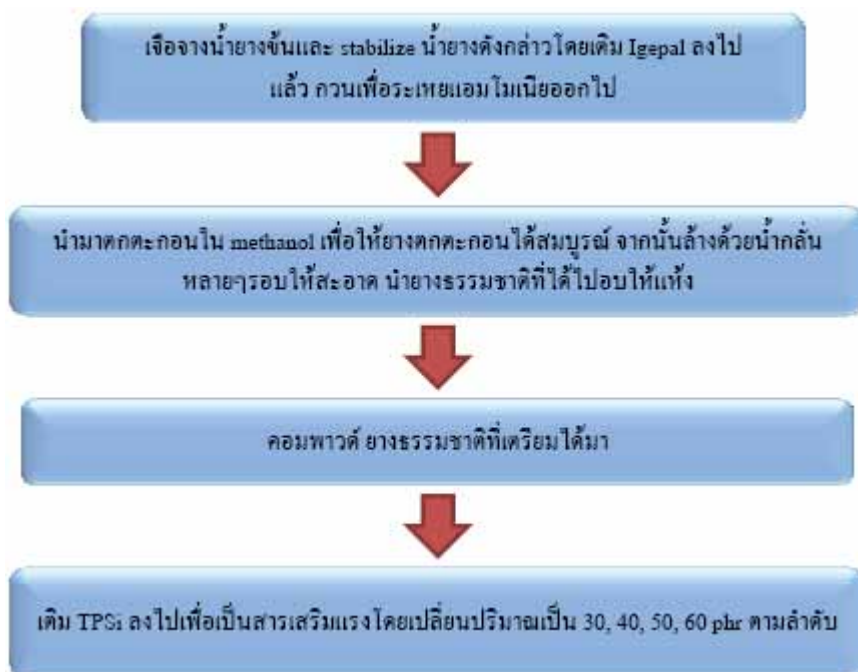 เจือจางน้ำยางข้นและ stabilize น้ำยางดังกล่าวโดยเติม Igepal ลงไป
แล้ว กวนเพื่อระเหยแอมโมเนียออกไป
นำมาตกตะกอนใน methanol เพื่อให้ยางตกตะกอนได้สมบูรณ์ จากนั้นล้างด้วยน้ำกลั่น
หลายๆรอบให้สะอาด นำยางธรรมชาติที่ได้ไปอบให้แห้ง
คอมพาวด์ ยางธรรมชาติที่เตรียมได้มา
เติม TPSi ลงไปเพื่อเป็นสารเสริมแรงโดยเปลี่ยนปริมาณเป็น 30, 40, 50, 60 phr ตามลำดับ